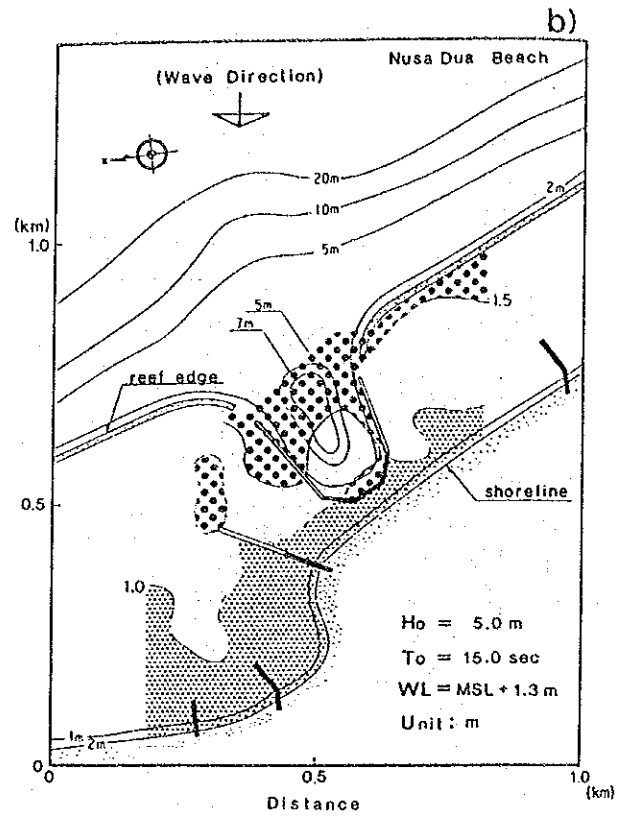 b)
Nusa Dua Beach
(Wave Direction)
x
20m
10m
5m
2m
(km)
1.0
5m
7m
1.5
reef edge
0.5
shoreline
1.0
Ho = 5.0 m
To = 15.0 sec
WL = MSL + 1.3 m
Unit : m
1m
2m
0
0
0.5
1.0
(km)
Distance